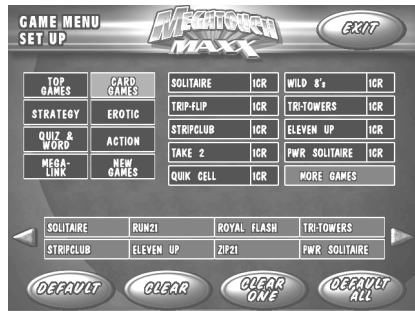 GAME MENU
SET UP
MEGATOUCH
MAXX
EXIT
TOP
GAMES
CARD
GAMES
STRATEGY
EROTIC
QUIZ &
WORD
ACTION
MEGA-
LINK
NEW
GAMES
SOLITAIRE 1CR
WILD 8's 1CR
TRIP-FLIP 1CR
TRI-TOWERS 1CR
STRIPCLUB 1CR
ELEVEN UP 1CR
TAKE 2 1CR
PWR SOLITAIRE 1CR
QUIK CELL 1CR
MORE GAMES
SOLITAIRE RUN21 ROYAL FLASH TRI-TOWERS
STRIPCLUB ELEVEN UP ZIP21 PWR SOLITAIRE
DEFAULT
CLEAR
CLEAR
ONE
DEFAULT
ALL